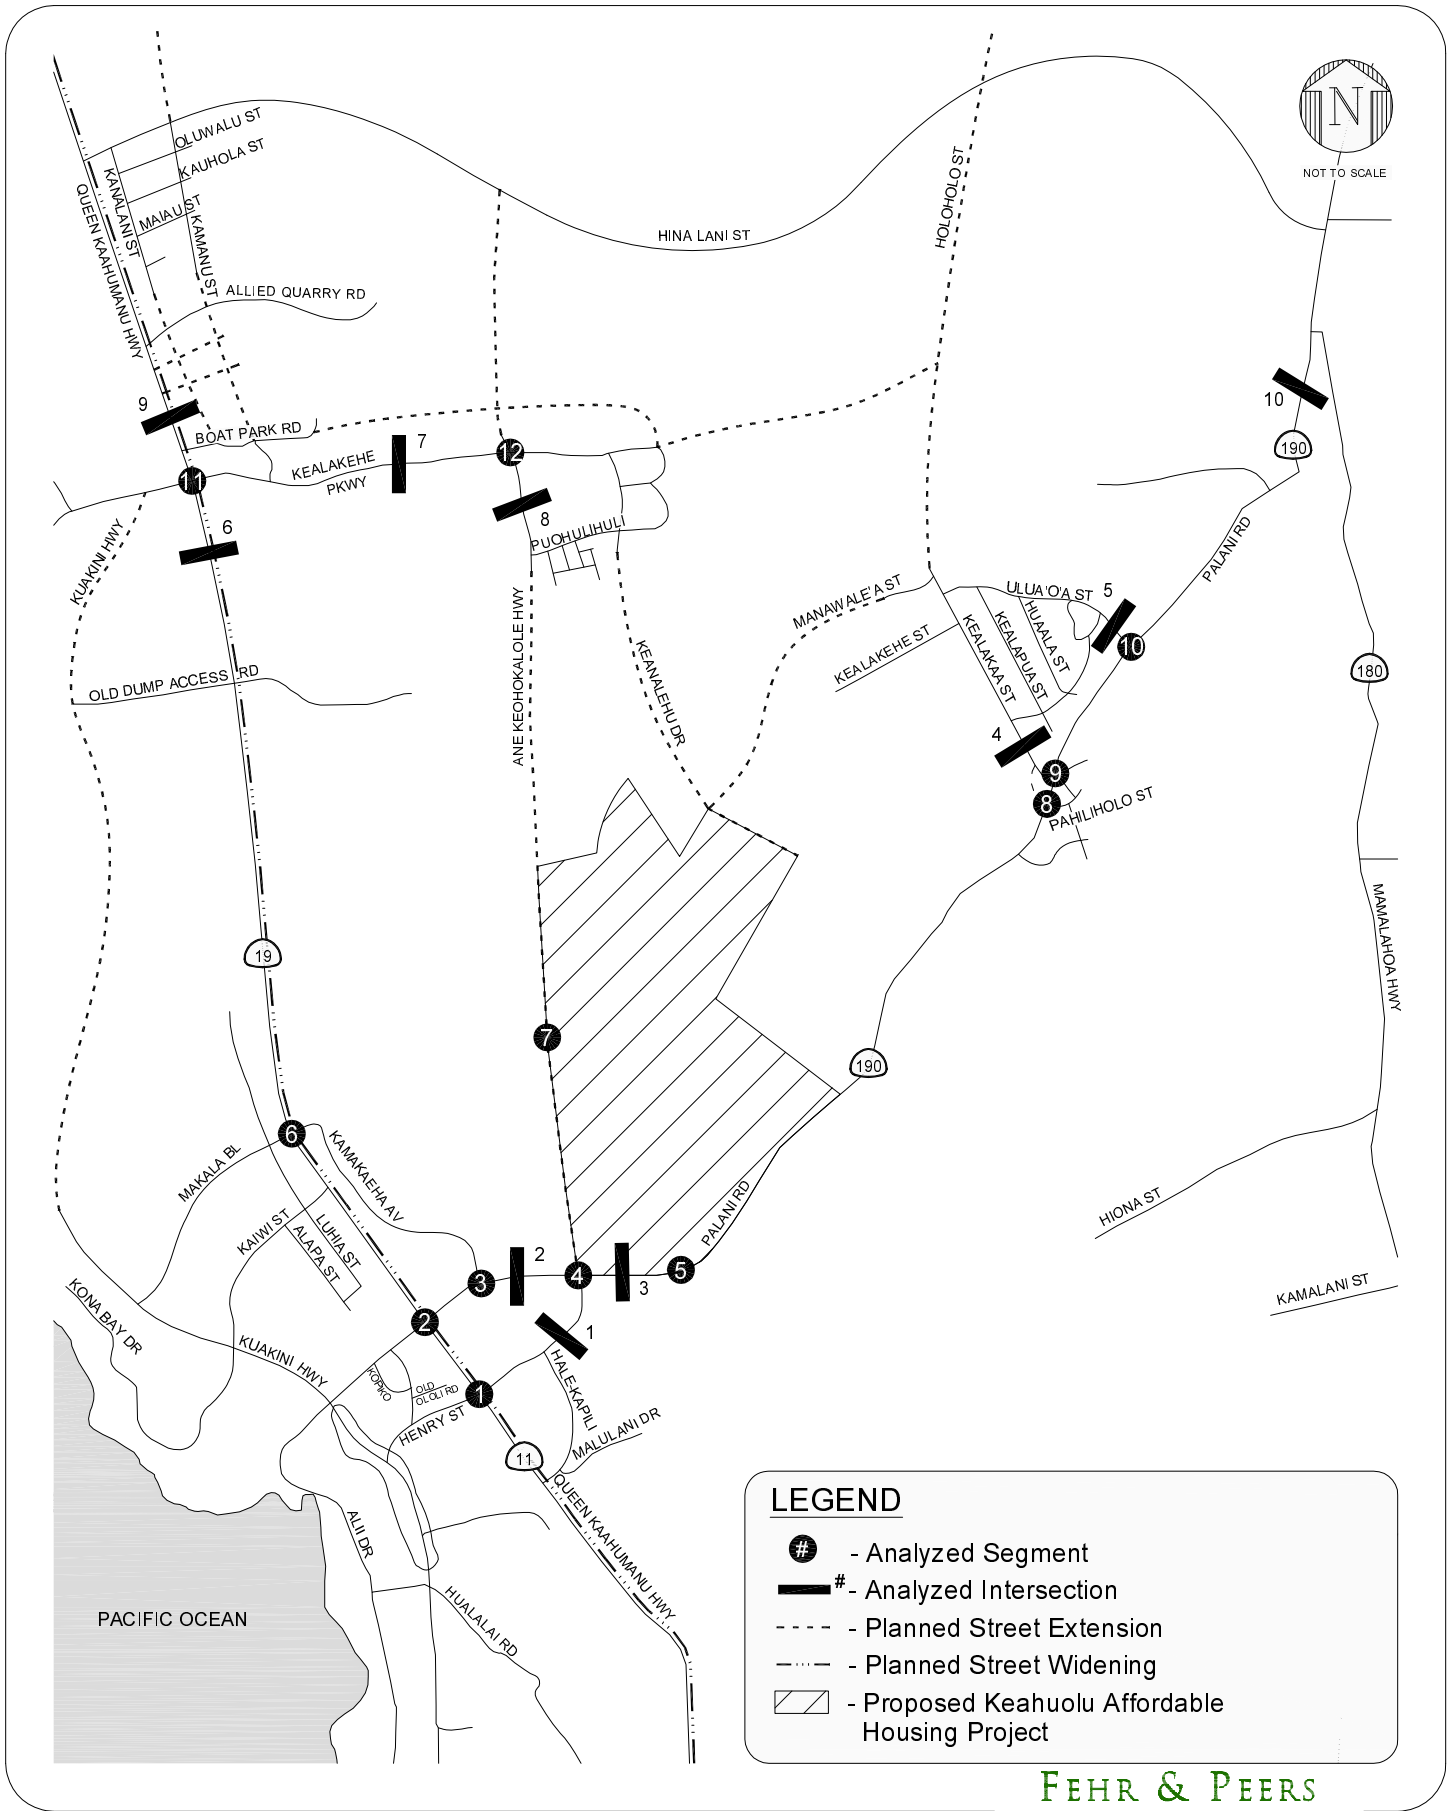 N
NOT TO SCALE
OLUWALU ST
KAUHOLA ST
KANALANI ST
MAIAU ST
KAMANU ST
QUEEN KAAHUMANU HWY
HINA LANI ST
HOLOHOLO ST
ALLIED QUARRY RD
9
10
190
BOAT PARK RD
7
12
KEALAKEHE
PKWY
11
8
6
PUOHULIHULI
KUAKINI HWY
PALANI RD
MANAWALE'A ST
ULUA'O'A ST
5
HUAALA ST
KEALAPUA ST
KEALAKAA ST
KEALAKEHE ST
10
180
ANE KEOHOKALOLE HWY
KEANALEHU DR
OLD DUMP ACCESS RD
4
9
8
PAHILIHOLO ST
MAMALAHOA HWY
19
7
190
6
KAMAKAEHA AV
MAKALA BL
KAIWI ST
LUHIA ST
ALAPA ST
PALANI RD
HIONA ST
KAMALANI ST
2
3
4
5
3
2
1
KONA BAY DR
KUAKINI HWY
KOPIKO
OLD
OLOLI RD
1
HALE-KAPILI
HENRY ST
MALULANI DR
11
QUEEN KAAHUMANU HWY
ALII DR
HUALALAI RD
PACIFIC OCEAN
LEGEND
# - Analyzed Segment
# - Analyzed Intersection
- Planned Street Extension
- Planned Street Widening
- Proposed Keahuolu Affordable
Housing Project
FEHR & PEERS